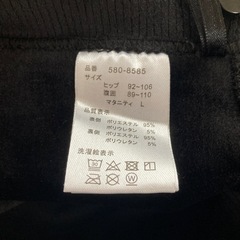 品番 580-8585
サイズ
ヒップ 92~106
腹囲 89~110
マタニティ L
品質表示
表側 ポリエステル 95%
ポリウレタン 5%
裏側 ポリエステル 95%
ポリウレタン 5%
洗濯絵表示